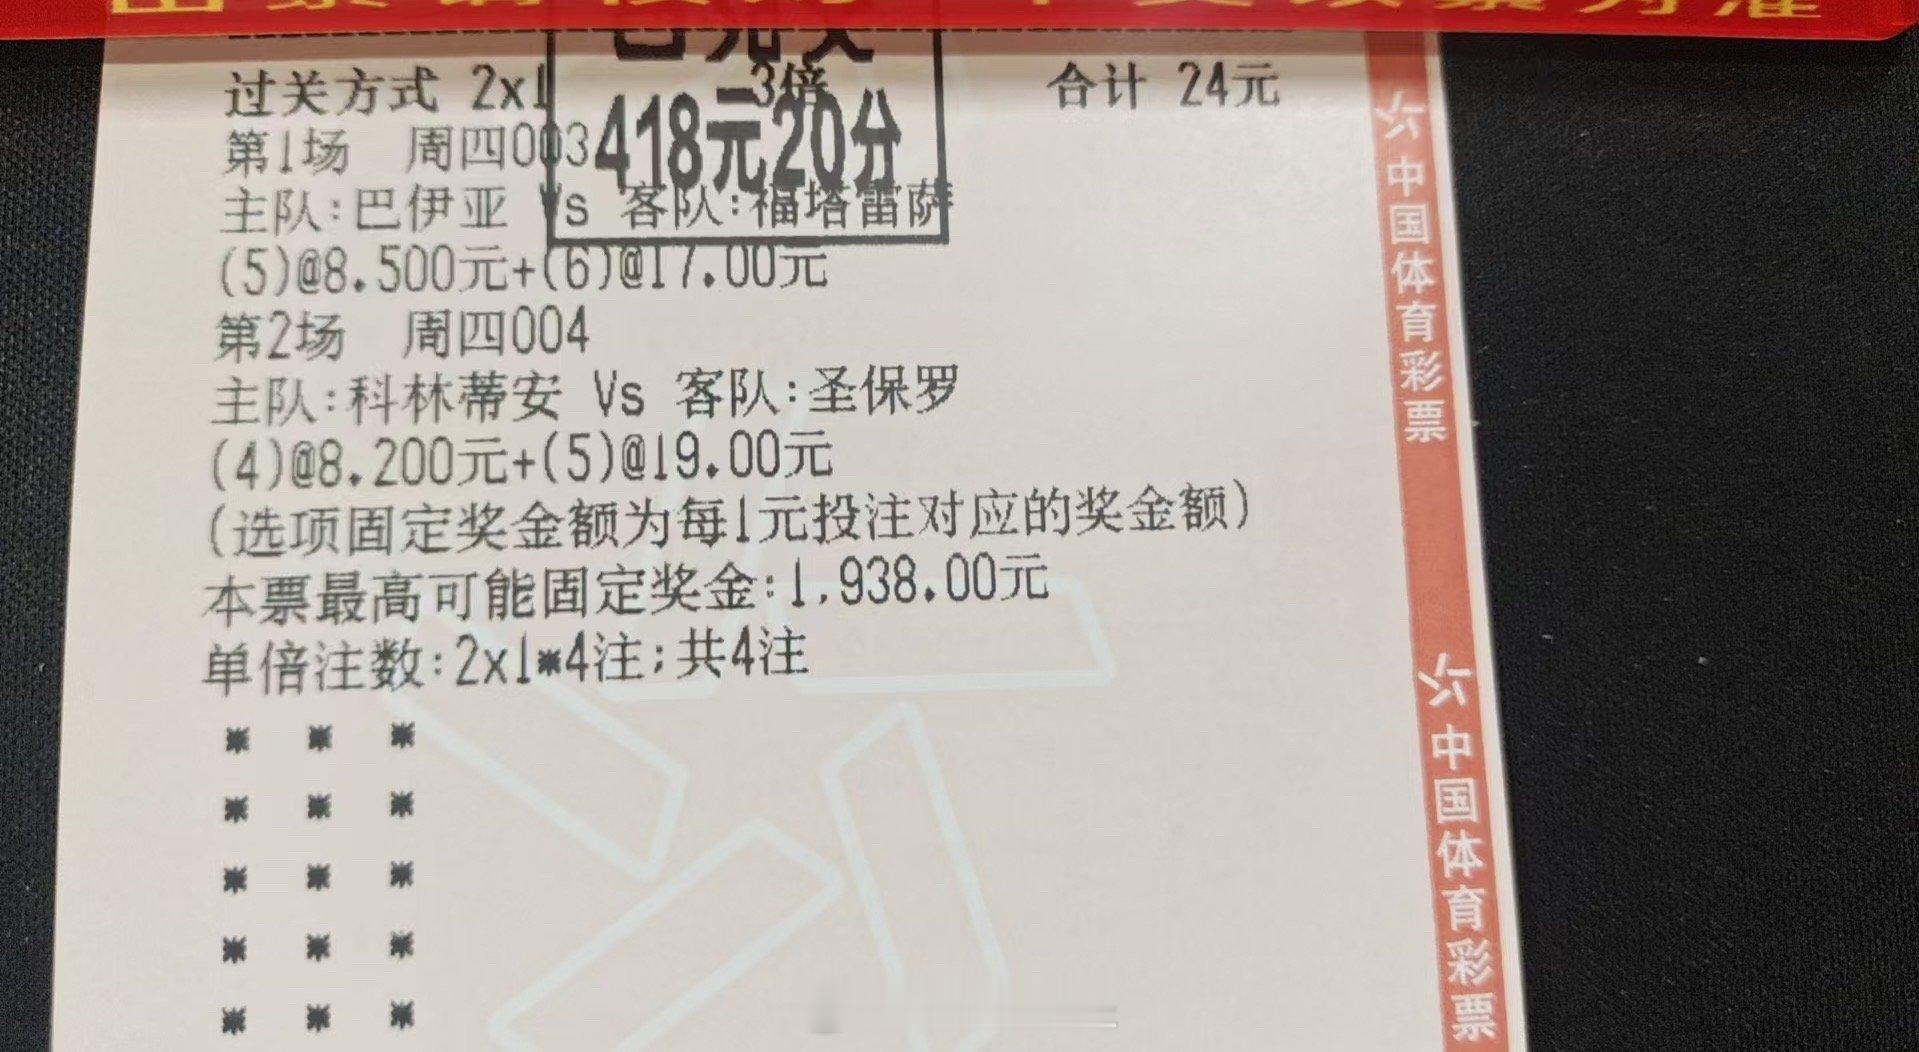 过关方式 2x1 3倍 合计 24元
已兑奖
418元20分
第1场 周四003
主队:巴伊亚 Vs 客队:福塔雷萨
(5)@8.500元+(6)@17.00元
第2场 周四004
主队:科林蒂安 Vs 客队:圣保罗
(4)@8.200元+(5)@19.00元
(选项固定奖金额为每1元投注对应的奖金额)
本票最高可能固定奖金:1,938.00元
单倍注数:2x1*4注;共4注
* * *
* * *
* * *
* * *
* * *
中国体育彩票
中国体育彩票